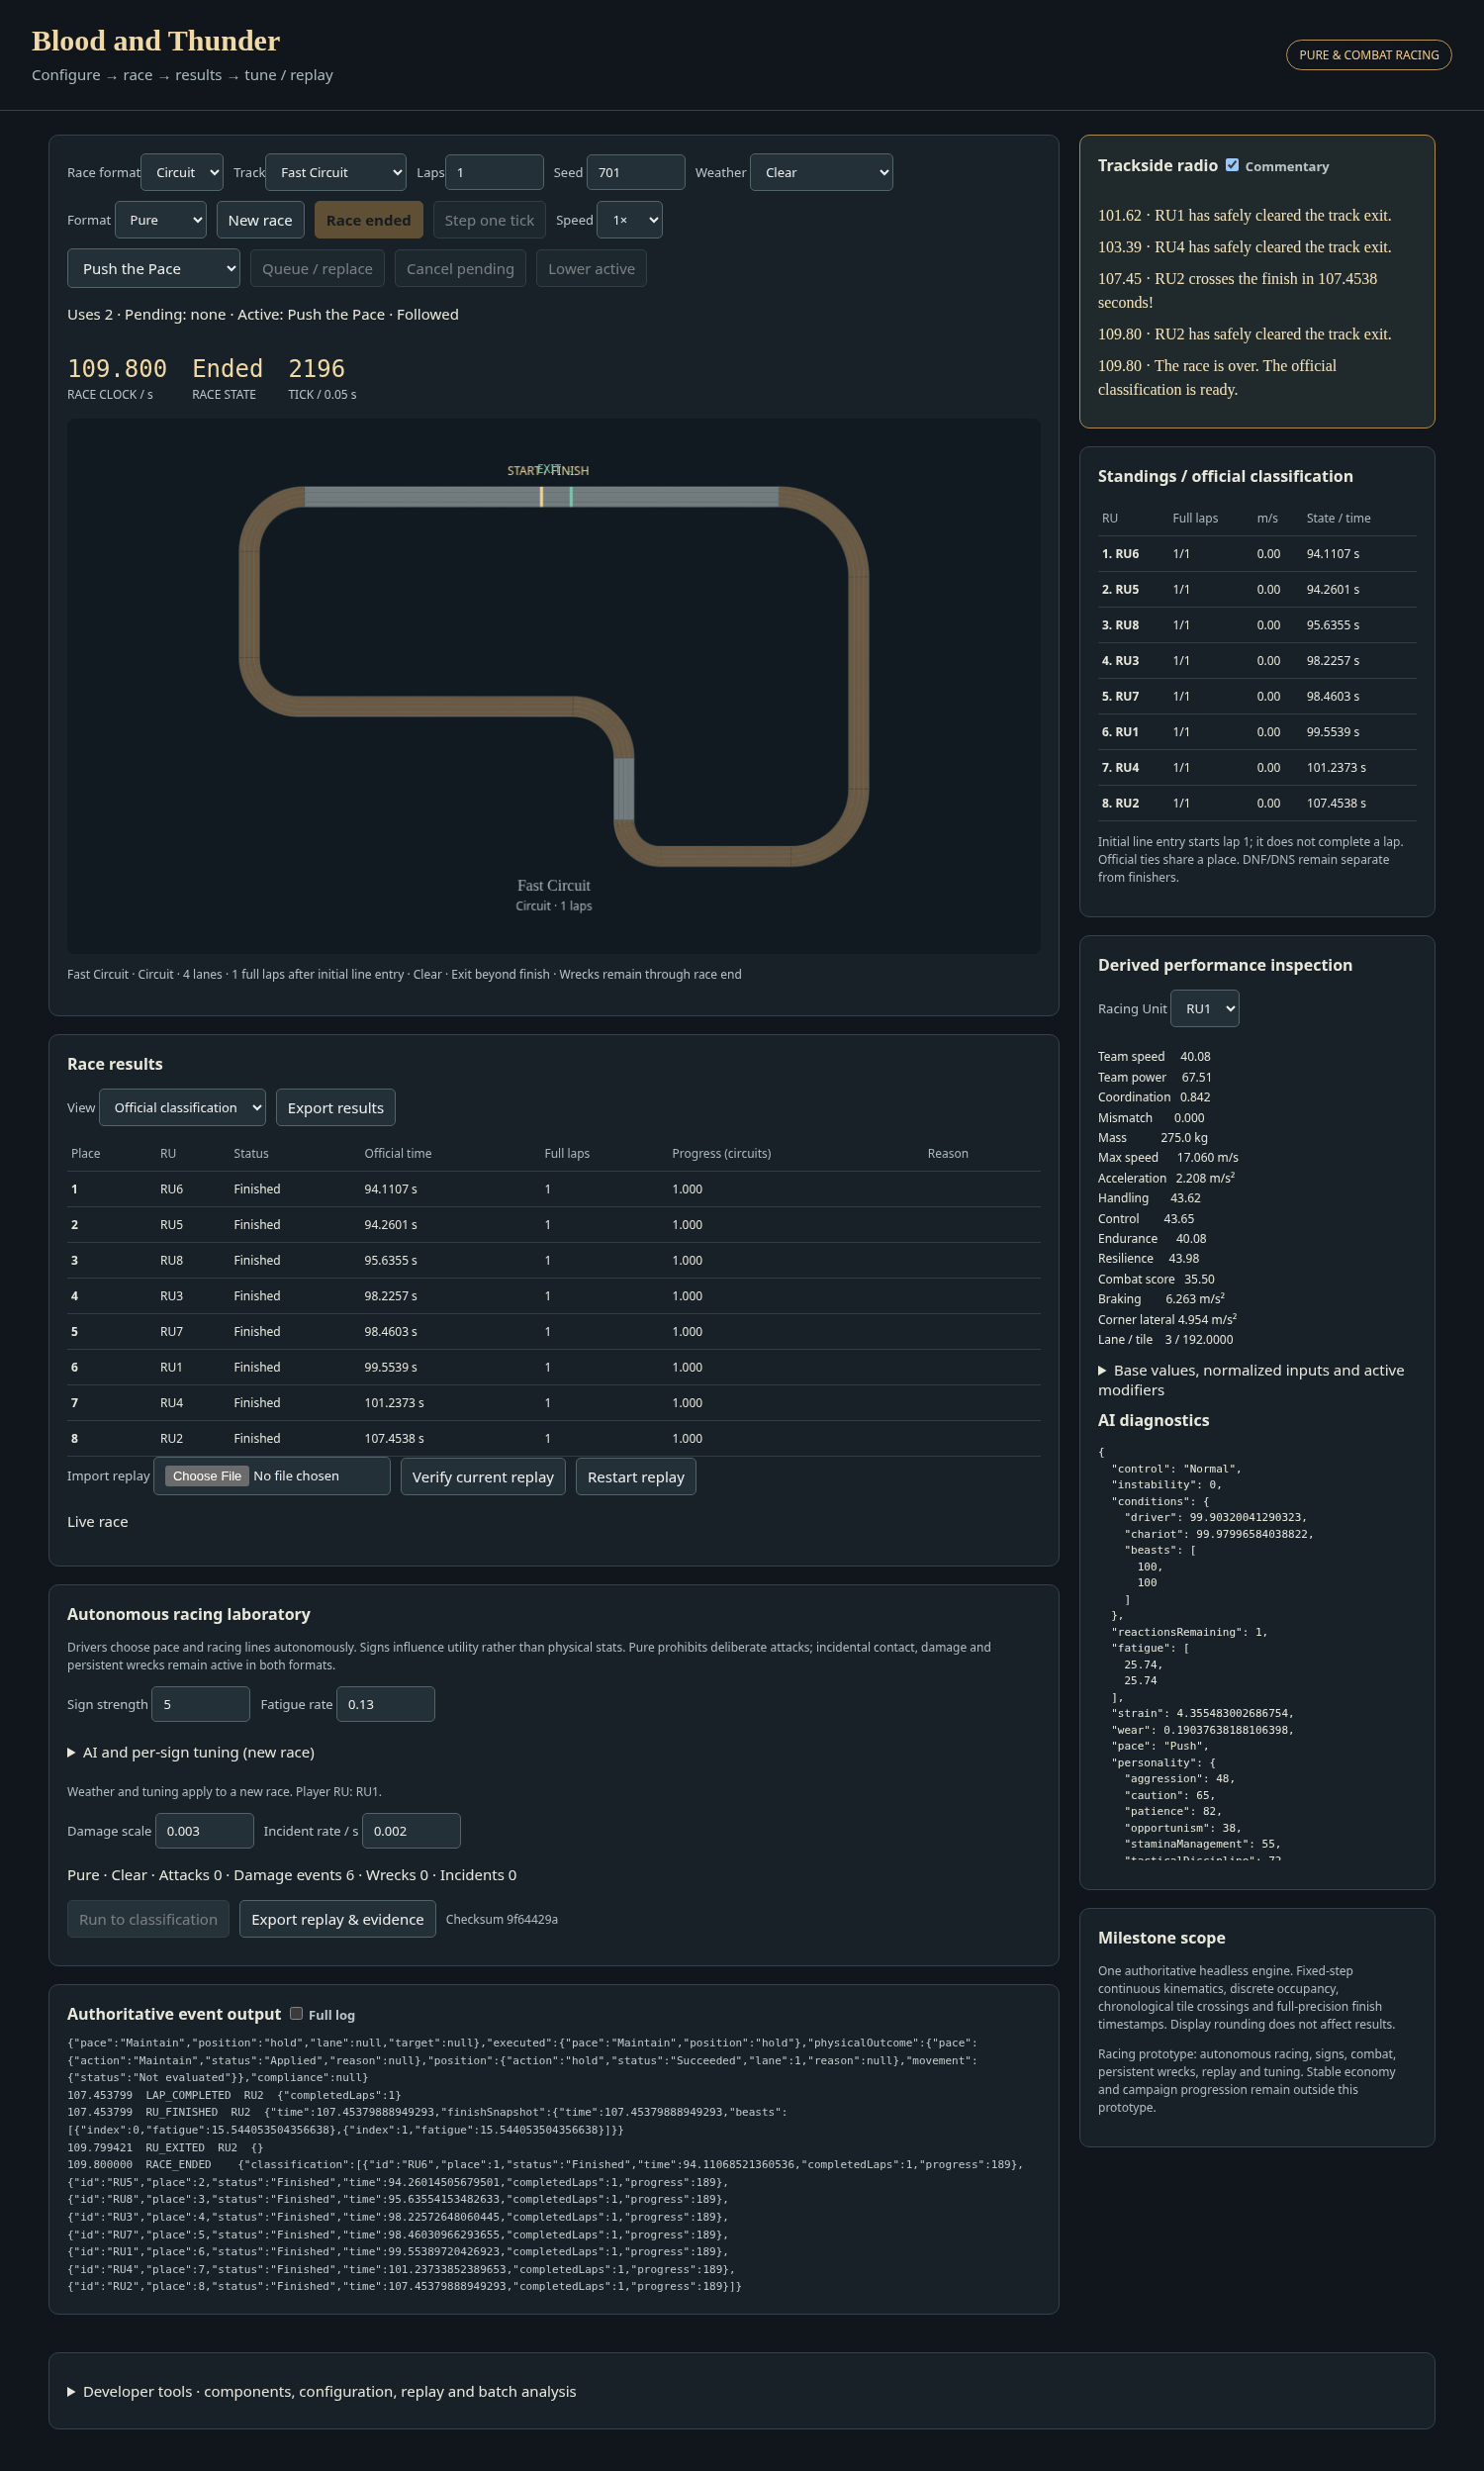 Blood and Thunder
Configure → race → results → tune / replay
PURE & COMBAT RACING
Race format Circuit Track Fast Circuit Laps 1 Seed 701 Weather Clear
Format Pure New race Race ended Step one tick Speed 1×
Push the Pace Queue / replace Cancel pending Lower active
Uses 2 · Pending: none · Active: Push the Pace · Followed
109.800 Ended 2196
RACE CLOCK / s RACE STATE TICK / 0.05 s
START / FINISH
EXIT
Fast Circuit
Circuit · 1 laps
Fast Circuit · Circuit · 4 lanes · 1 full laps after initial line entry · Clear · Exit beyond finish · Wrecks remain through race end
Race results
View Official classification Export results
Place RU Status Official time Full laps Progress (circuits) Reason
1 RU6 Finished 94.1107 s 1 1.000
2 RU5 Finished 94.2601 s 1 1.000
3 RU8 Finished 95.6355 s 1 1.000
4 RU3 Finished 98.2257 s 1 1.000
5 RU7 Finished 98.4603 s 1 1.000
6 RU1 Finished 99.5539 s 1 1.000
7 RU4 Finished 101.2373 s 1 1.000
8 RU2 Finished 107.4538 s 1 1.000
Import replay Choose File No file chosen Verify current replay Restart replay
Live race
Autonomous racing laboratory
Drivers choose pace and racing lines autonomously. Signs influence utility rather than physical stats. Pure prohibits deliberate attacks; incidental contact, damage and
persistent wrecks remain active in both formats.
Sign strength 5 Fatigue rate 0.13
▶ AI and per-sign tuning (new race)
Weather and tuning apply to a new race. Player RU: RU1.
Damage scale 0.003 Incident rate / s 0.002
Pure · Clear · Attacks 0 · Damage events 6 · Wrecks 0 · Incidents 0
Run to classification Export replay & evidence Checksum 9f64429a
Authoritative event output Full log
{"pace":"Maintain","position":"hold","lane":null,"target":null},"executed":{"pace":"Maintain","position":"hold"},"physicalOutcome":{"pace":
{"action":"Maintain","status":"Applied","reason":null},"position":{"action":"hold","status":"Succeeded","lane":1,"reason":null},"movement":
{"status":"Not evaluated"}},"compliance":null}
107.453799 LAP_COMPLETED RU2 {"completedLaps":1}
107.453799 RU_FINISHED RU2 {"time":107.45379888949293,"finishSnapshot":{"time":107.45379888949293,"beasts":
[{"index":0,"fatigue":15.544053504356638},{"index":1,"fatigue":15.544053504356638}]}}
109.799421 RU_EXITED RU2 {}
109.800000 RACE_ENDED {"classification":[{"id":"RU6","place":1,"status":"Finished","time":94.11068521360536,"completedLaps":1,"progress":189},
{"id":"RU5","place":2,"status":"Finished","time":94.26014505679501,"completedLaps":1,"progress":189},
{"id":"RU8","place":3,"status":"Finished","time":95.63554153482633,"completedLaps":1,"progress":189},
{"id":"RU3","place":4,"status":"Finished","time":98.22572648060445,"completedLaps":1,"progress":189},
{"id":"RU7","place":5,"status":"Finished","time":98.46030966293655,"completedLaps":1,"progress":189},
{"id":"RU1","place":6,"status":"Finished","time":99.55389720426923,"completedLaps":1,"progress":189},
{"id":"RU4","place":7,"status":"Finished","time":101.23733852389653,"completedLaps":1,"progress":189},
{"id":"RU2","place":8,"status":"Finished","time":107.45379888949293,"completedLaps":1,"progress":189}]}
Trackside radio Commentary
101.62 · RU1 has safely cleared the track exit.
103.39 · RU4 has safely cleared the track exit.
107.45 · RU2 crosses the finish in 107.4538
seconds!
109.80 · RU2 has safely cleared the track exit.
109.80 · The race is over. The official
classification is ready.
Standings / official classification
RU Full laps m/s State / time
1. RU6 1/1 0.00 94.1107 s
2. RU5 1/1 0.00 94.2601 s
3. RU8 1/1 0.00 95.6355 s
4. RU3 1/1 0.00 98.2257 s
5. RU7 1/1 0.00 98.4603 s
6. RU1 1/1 0.00 99.5539 s
7. RU4 1/1 0.00 101.2373 s
8. RU2 1/1 0.00 107.4538 s
Initial line entry starts lap 1; it does not complete a lap.
Official ties share a place. DNF/DNS remain separate
from finishers.
Derived performance inspection
Racing Unit RU1
Team speed 40.08
Team power 67.51
Coordination 0.842
Mismatch 0.000
Mass 275.0 kg
Max speed 17.060 m/s
Acceleration 2.208 m/s²
Handling 43.62
Control 43.65
Endurance 40.08
Resilience 43.98
Combat score 35.50
Braking 6.263 m/s²
Corner lateral 4.954 m/s²
Lane / tile 3 / 192.0000
▶ Base values, normalized inputs and active
modifiers
AI diagnostics
{
"control": "Normal",
"instability": 0,
"conditions": {
"driver": 99.90320041290323,
"chariot": 99.97996584038822,
"beasts": [
100,
100
]
},
"reactionsRemaining": 1,
"fatigue": [
25.74,
25.74
],
"strain": 4.355483002686754,
"wear": 0.19037638188106398,
"pace": "Push",
"personality": {
"aggression": 48,
"caution": 65,
"patience": 82,
"opportunism": 38,
"staminaManagement": 55,
"tacticalDiscipline": 72
Milestone scope
One authoritative headless engine. Fixed-step
continuous kinematics, discrete occupancy,
chronological tile crossings and full-precision finish
timestamps. Display rounding does not affect results.
Racing prototype: autonomous racing, signs, combat,
persistent wrecks, replay and tuning. Stable economy
and campaign progression remain outside this
prototype.
▶ Developer tools · components, configuration, replay and batch analysis